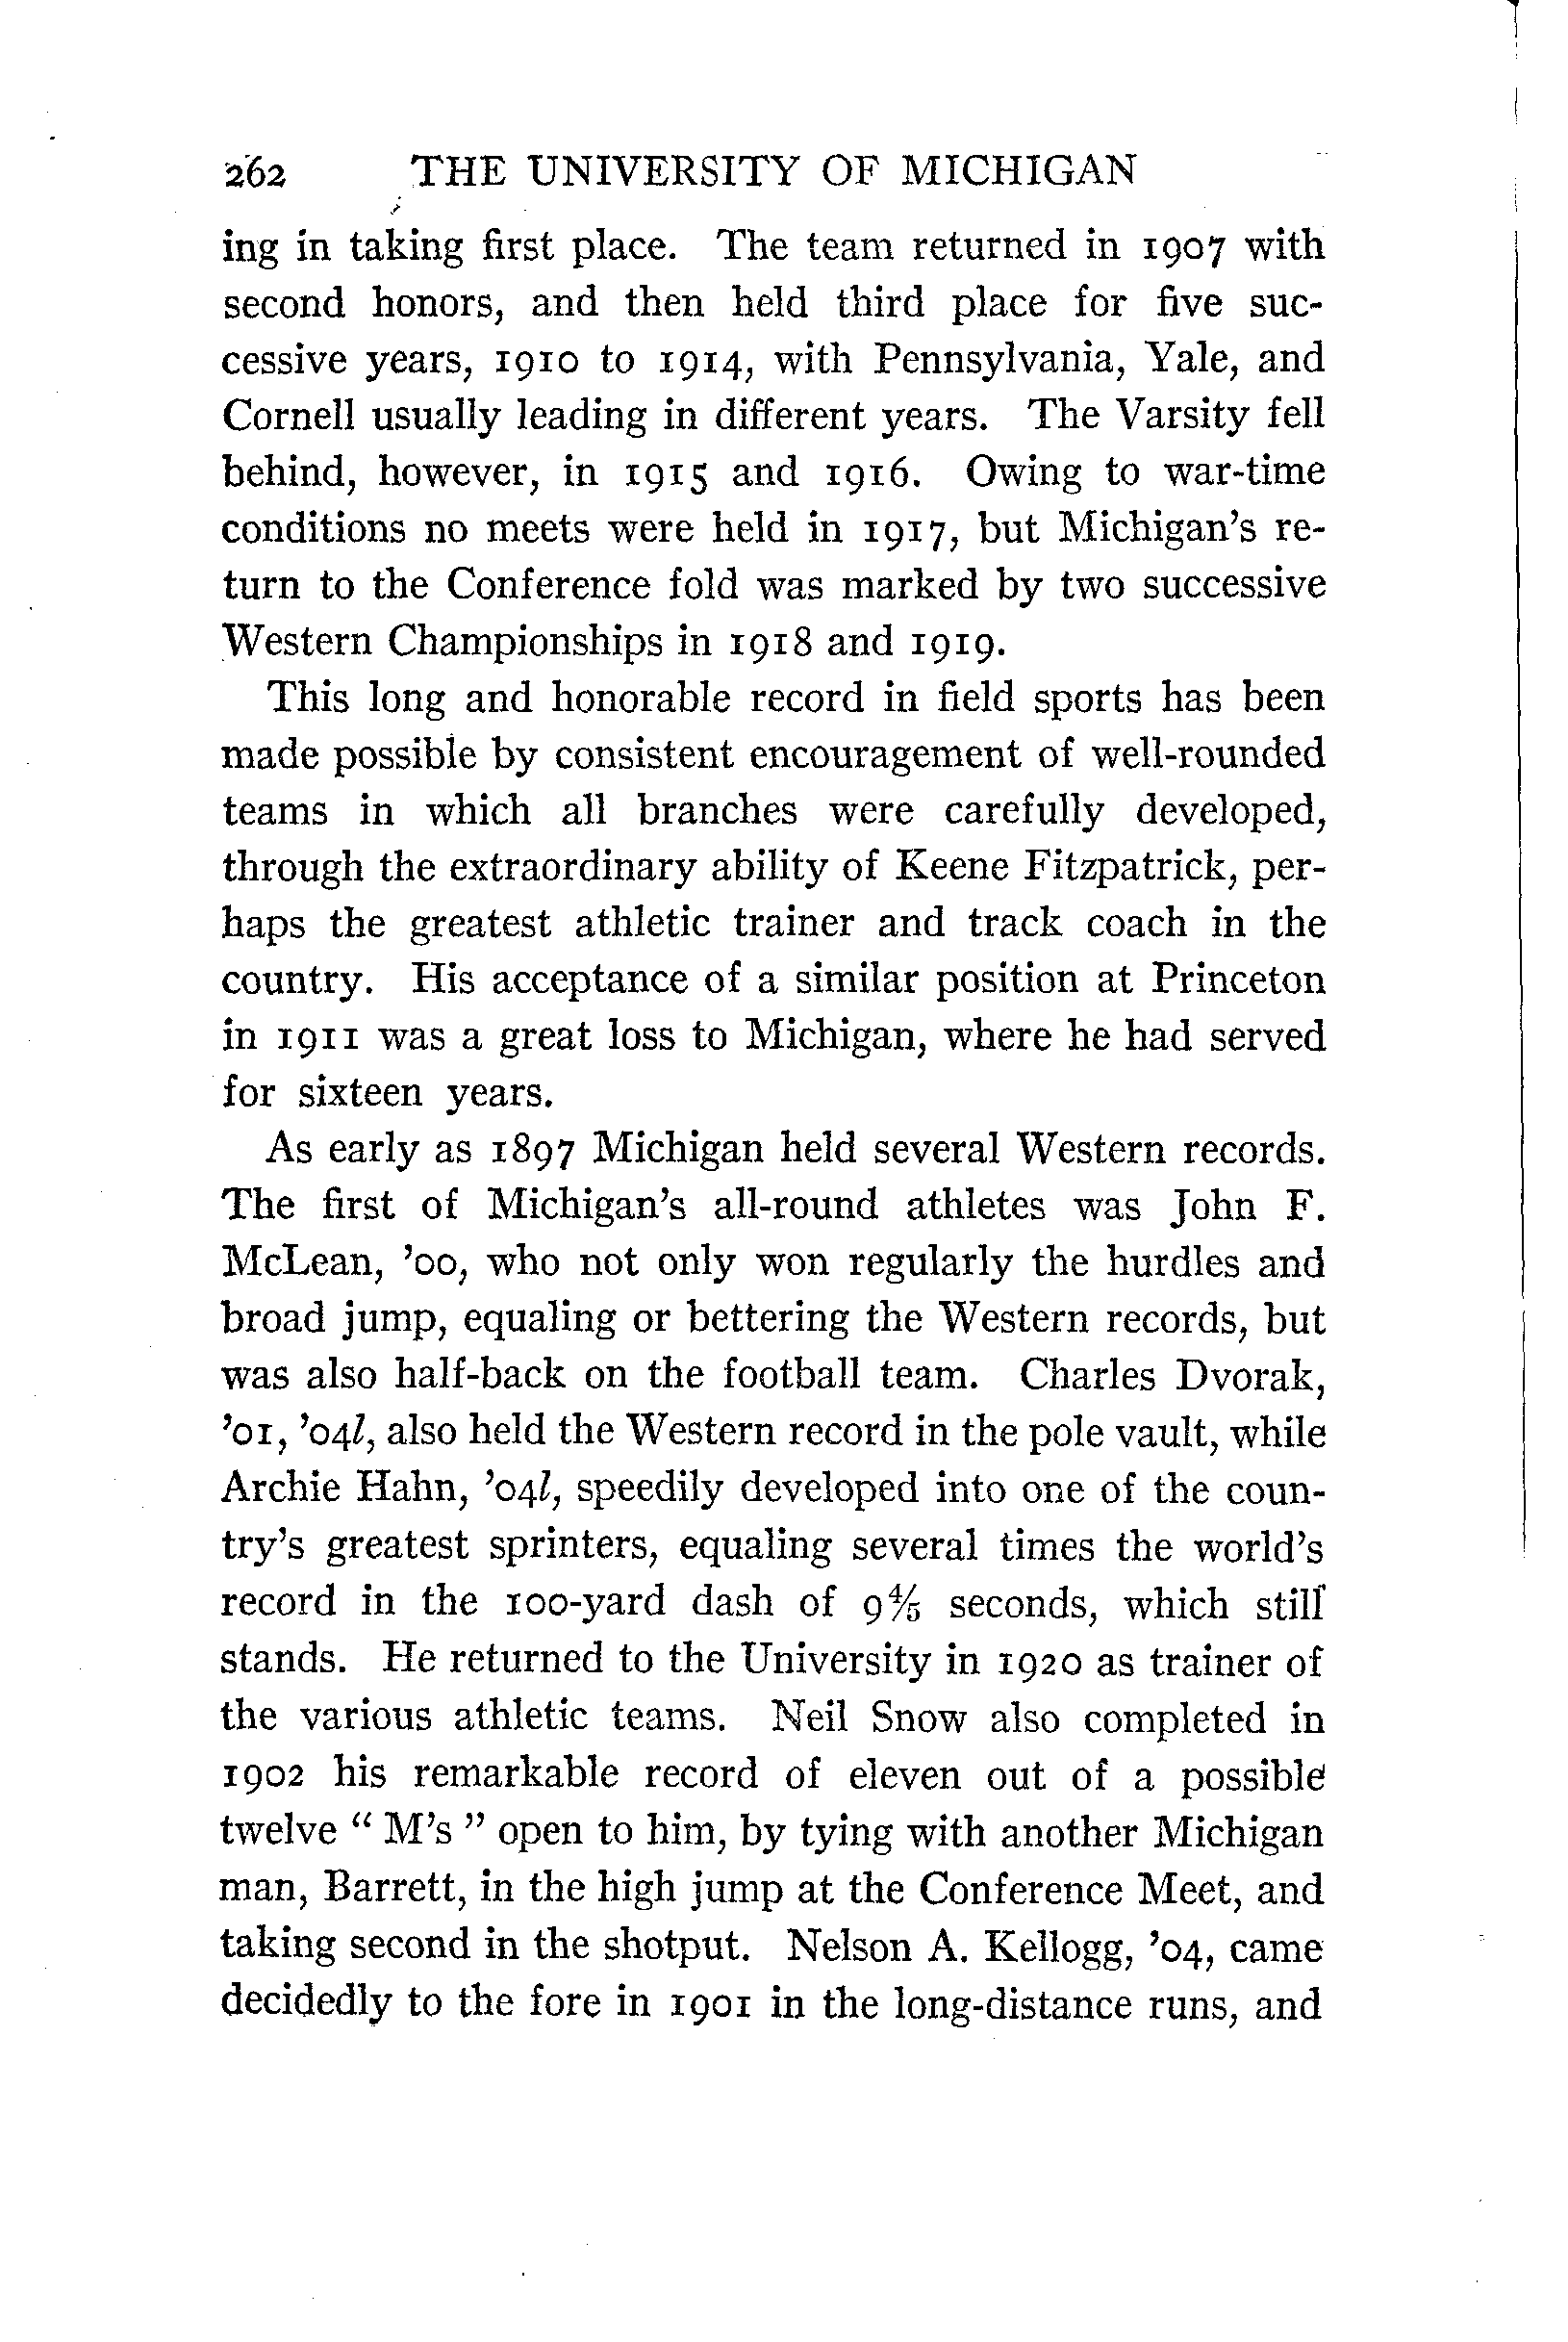 262 THE UNIVERSITY OF MICHIGAN
ing in taking first place. The team returned in 1907 with
second honors, and then held third place for five suc-
cessive years, 1910 to 1914, with Pennsylvania, Yale, and
Cornell usually leading in different years. The Varsity fell
behind, however, in 1915 and 1916. Owing to war-time
conditions no meets were held in 1917, but Michigan's re-
turn to the Conference fold was marked by two successive
Western Championships in 1918 and 1919.
This long and honorable record in field sports has been
made possible by consistent encouragement of well-rounded
teams in which all branches were carefully developed,
through the extraordinary ability of Keene Fitzpatrick, per-
haps the greatest athletic trainer and track coach in the
country. His acceptance of a similar position at Princeton
in 1911 was a great loss to Michigan, where he had served
for sixteen years.
As early as 1897 Michigan held several Western records.
The first of Michigan's all-round athletes was John F.
McLean, '00, who not only won regularly the hurdles and
broad jump, equaling or bettering the Western records, but
was also half-back on the football team. Charles Dvorak,
'01, '04l, also held the Western record in the pole vault, while
Archie Hahn, '04l, speedily developed into one of the coun-
try's greatest sprinters, equaling several times the world's
record in the 100-yard dash of 9⅘ seconds, which still
stands. He returned to the University in 1920 as trainer of
the various athletic teams. Neil Snow also completed in
1902 his remarkable record of eleven out of a possible
twelve " M's " open to him, by tying with another Michigan
man, Barrett, in the high jump at the Conference Meet, and
taking second in the shotput. Nelson A. Kellogg, '04, came
decidedly to the fore in 1901 in the long-distance runs, and